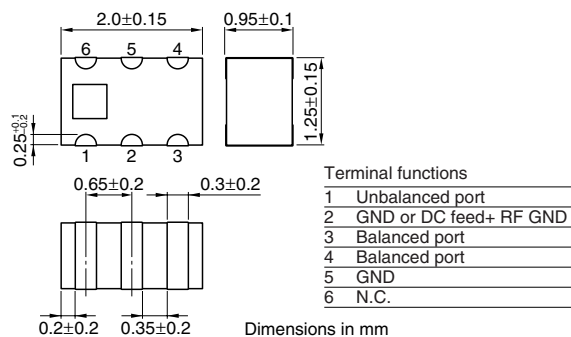 2.0±0.15
0.95±0.1
6 5 4
1.25±0.15
0.25+0.1 −0.2
1 2 3
0.65±0.2
0.3±0.2
0.2±0.2
0.35±0.2
Terminal functions
1 Unbalanced port
2 GND or DC feed+ RF GND
3 Balanced port
4 Balanced port
5 GND
6 N.C.
Dimensions in mm